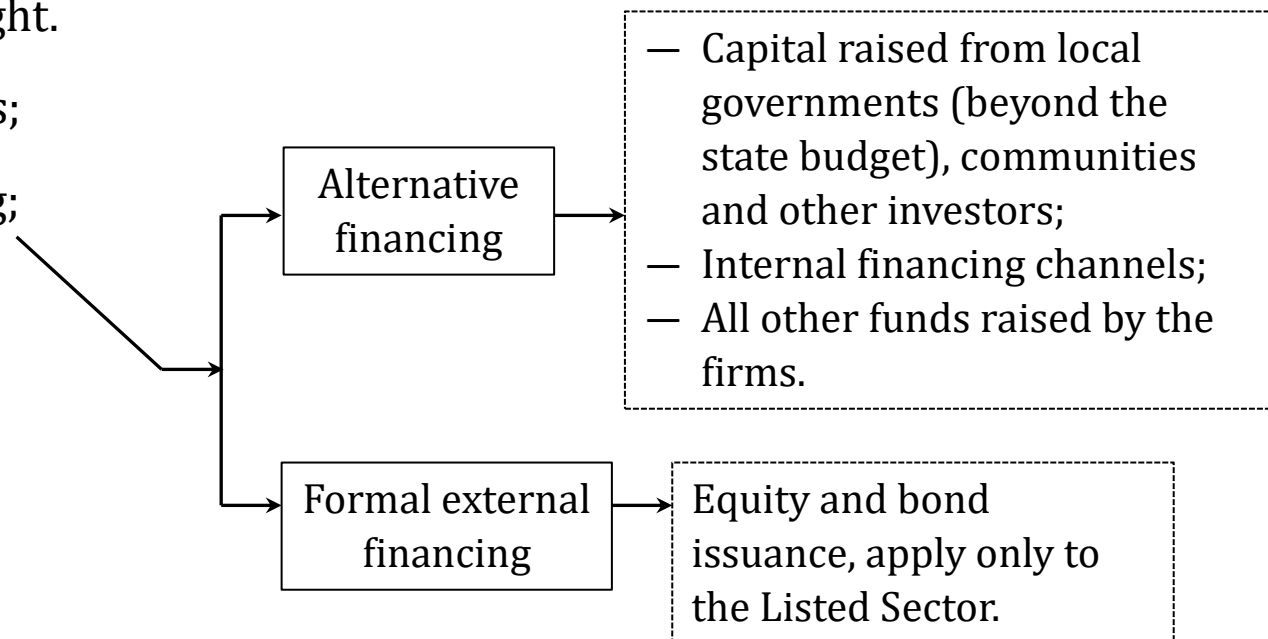 — Capital raised from local
governments (beyond the
state budget), communities
and other investors;
— Internal financing channels;
— All other funds raised by the
firms.
Alternative
financing
Formal external
financing
Equity and bond
issuance, apply only to
the Listed Sector.